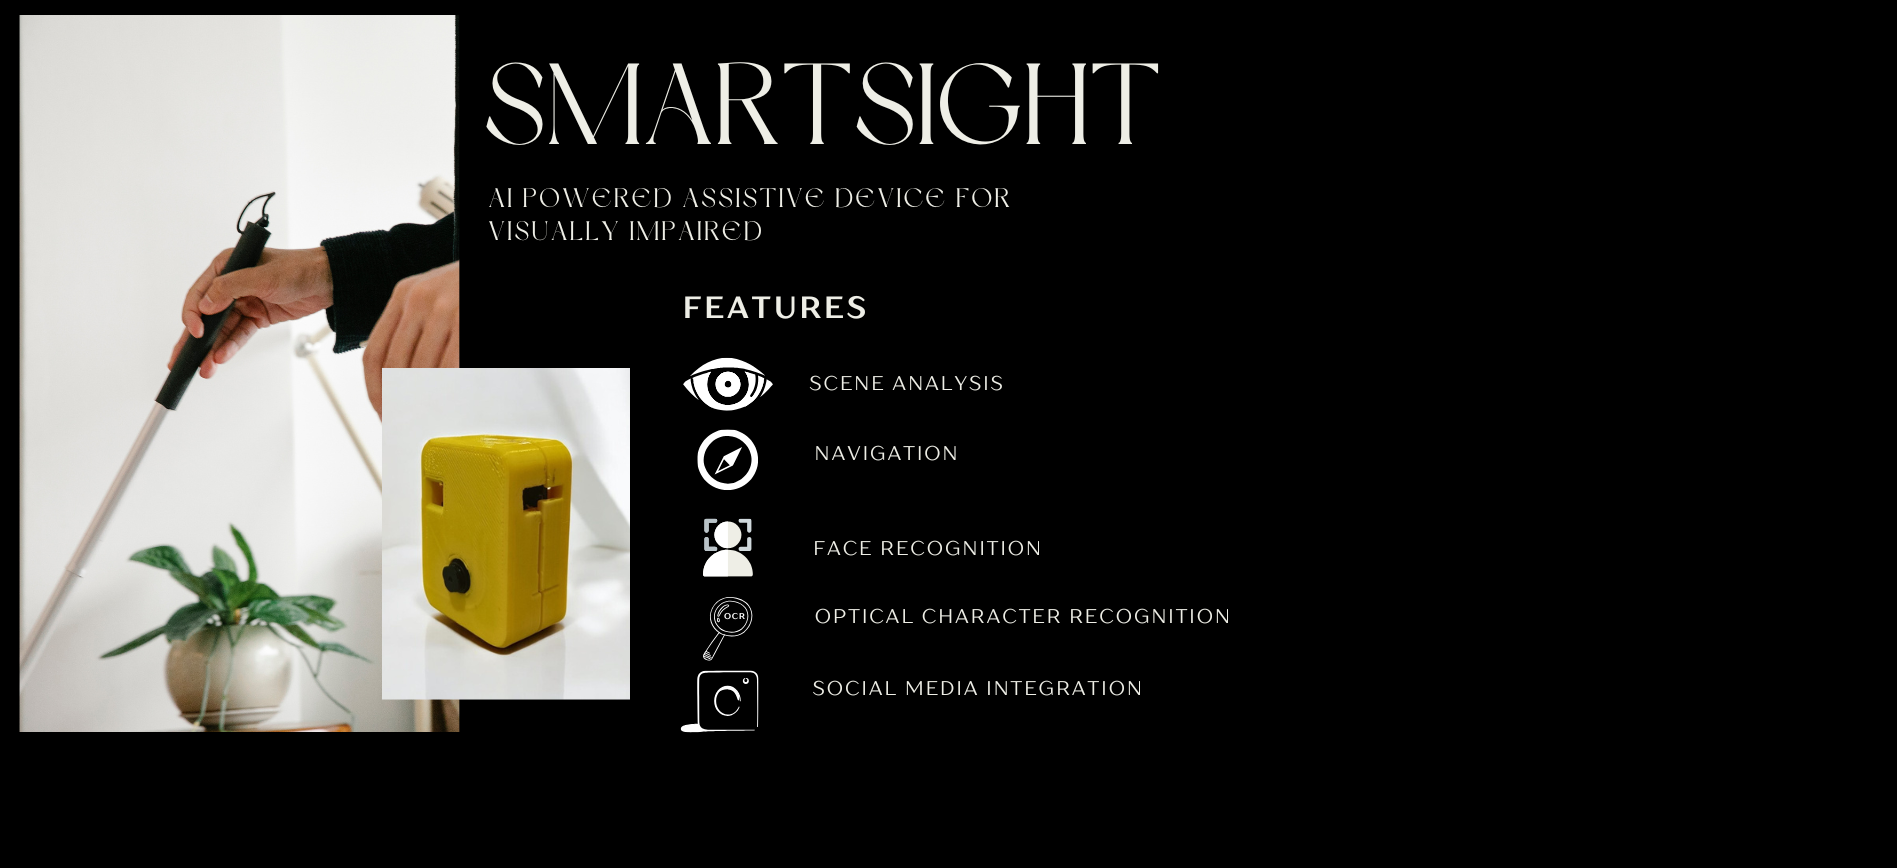 SMARTSIGHT
AI POWERED ASSISTIVE DEVICE FOR
VISUALLY IMPAIRED
FEATURES
SCENE ANALYSIS
NAVIGATION
FACE RECOGNITION
OCR
OPTICAL CHARACTER RECOGNITION
SOCIAL MEDIA INTEGRATION